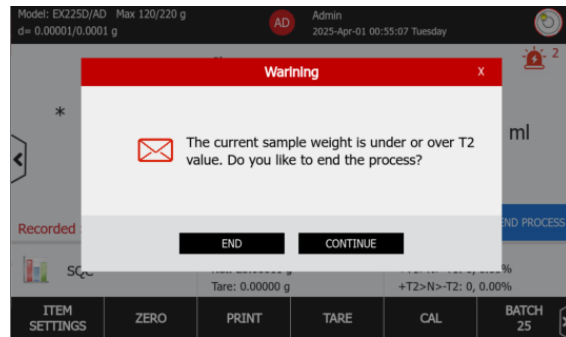 Model: EX225D/AD Max 120/220 g
d= 0.00001/0.0001 g
AD
Admin
2025-Apr-01 00:55:07 Tuesday
2
Warining
X
*
The current sample weight is under or over T2
value. Do you like to end the process?
ml
Recorded
END
CONTINUE
END PROCESS
SQC
Tare: 0.00000 g
+T2>N>-T2: 0, 0.00%
ITEM
SETTINGS
ZERO
PRINT
TARE
CAL
BATCH
25